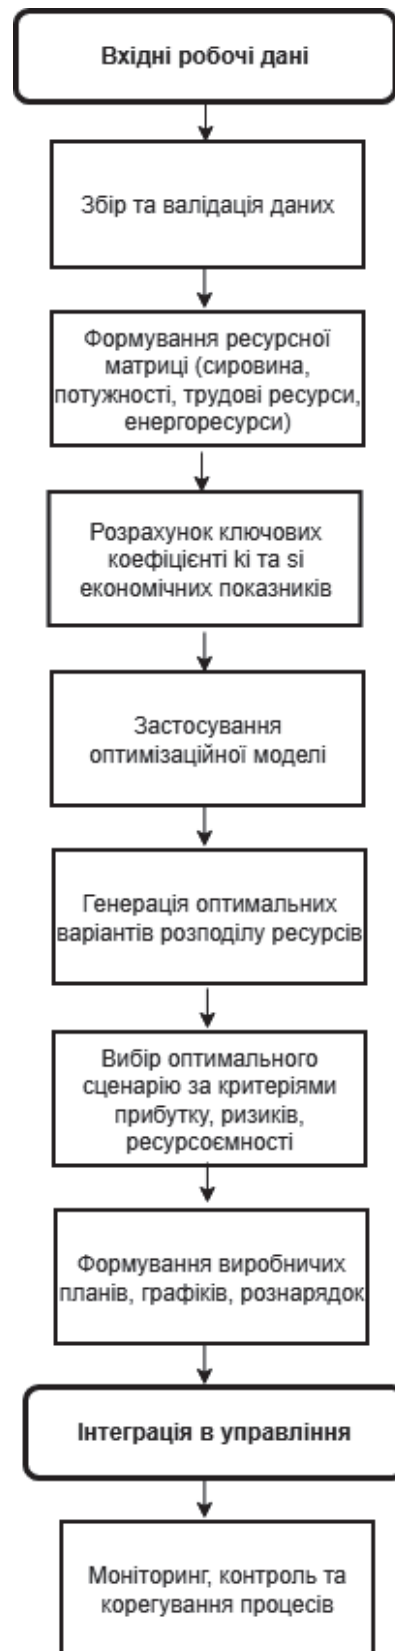 Вхідні робочі дані
Збір та валідація даних
Формування ресурсної
матриці (сировина,
потужності, трудові ресурси,
енергоресурси)
Розрахунок ключових
коефіцієнті ki та si
економічних показників
Застосування
оптимізаційної моделі
Генерація оптимальних
варіантів розподілу ресурсів
Вибір оптимального
сценарію за критеріями
прибутку, ризиків,
ресурсоємності
Формування виробничих
планів, графіків, рознарядок
Інтеграція в управління
Моніторинг, контроль та
корегування процесів